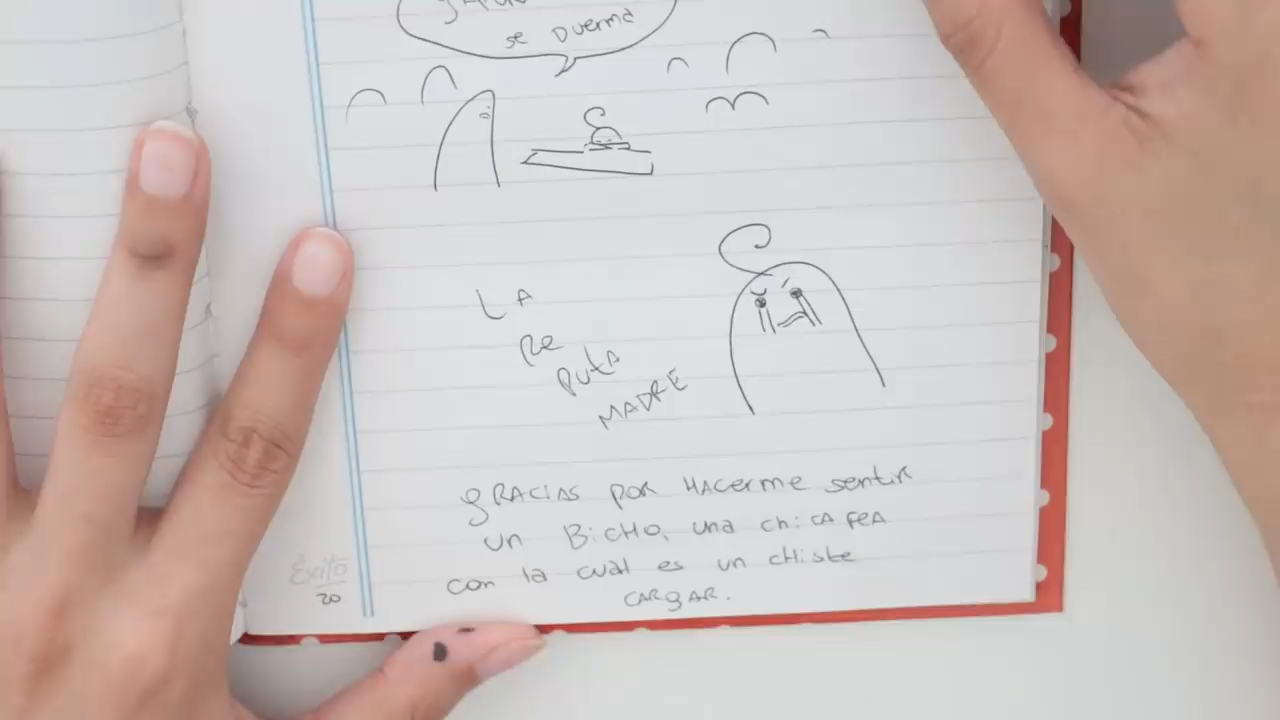 se Duerma
LA
Re
Puta
MADRE
gRACIAS por HAcerme sentir
un BicHo, una chicA FeA
con la cual es un cHiste
CARgAR.
Éxito
20